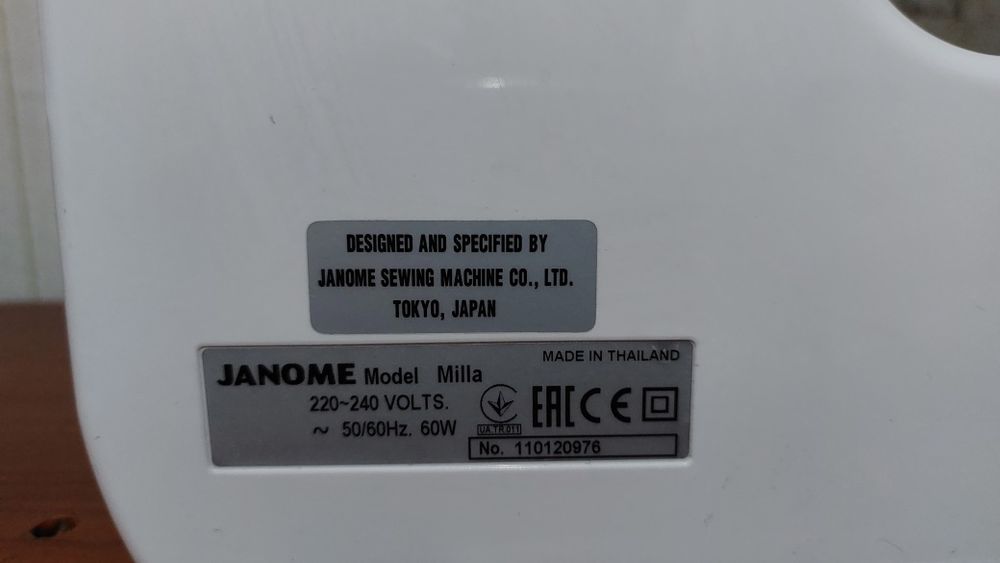 DESIGNED AND SPECIFIED BY
JANOME SEWING MACHINE CO., LTD.
TOKYO, JAPAN
MADE IN THAILAND
JANOME Model Milla
220~240 VOLTS.
~ 50/60Hz. 60W
UA.TR.011
EAC CE
No. 110120976